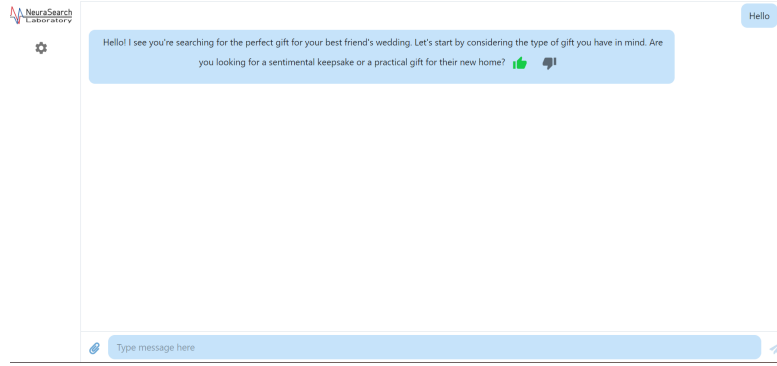 NeuraSearch
Laboratory
Hello
Hello! I see you're searching for the perfect gift for your best friend's wedding. Let's start by considering the type of gift you have in mind. Are
you looking for a sentimental keepsake or a practical gift for their new home?
Type message here